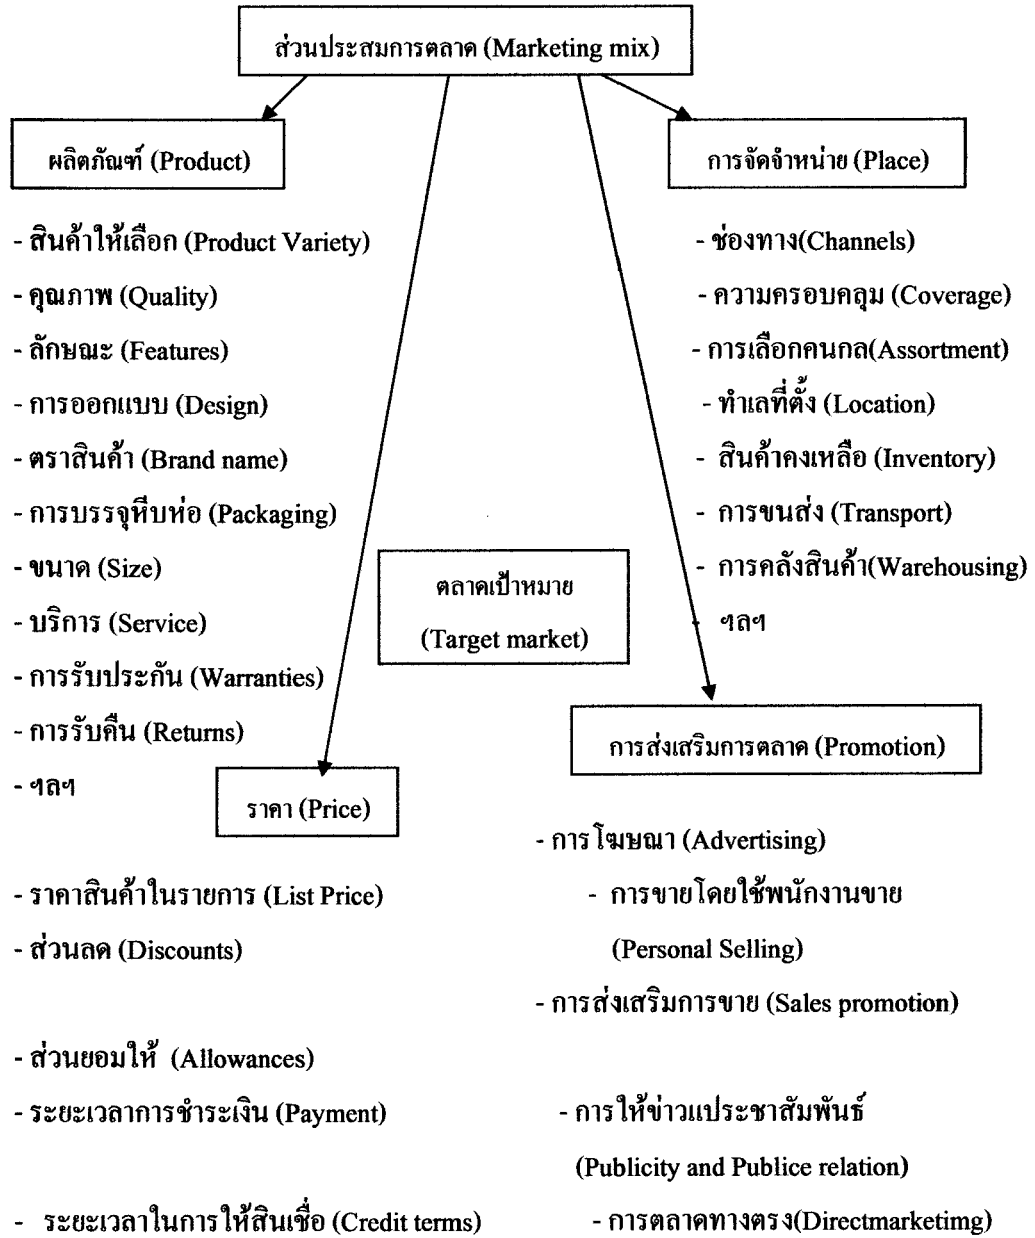 ส่วนประสมการตลาด (Marketing mix)
ผลิตภัณฑ์ (Product)
- สินค้าให้เลือก (Product Variety)
- คุณภาพ (Quality)
- ลักษณะ (Features)
- การออกแบบ (Design)
- ตราสินค้า (Brand name)
- การบรรจุหีบห่อ (Packaging)
- ขนาด (Size)
- บริการ (Service)
- การรับประกัน (Warranties)
- การรับคืน (Returns)
- ฯลฯ
การจัดจำหน่าย (Place)
- ช่องทาง(Channels)
- ความครอบคลุม (Coverage)
- การเลือกคนกล(Assortment)
- ทำเลที่ตั้ง (Location)
- สินค้าคงเหลือ (Inventory)
- การขนส่ง (Transport)
- การคลังสินค้า(Warehousing)
- ฯลฯ
ตลาดเป้าหมาย
(Target market)
ราคา (Price)
- ราคาสินค้าในรายการ (List Price)
- ส่วนลด (Discounts)
- ส่วนยอมให้ (Allowances)
- ระยะเวลาการชำระเงิน (Payment)
- ระยะเวลาในการให้สินเชื่อ (Credit terms)
การส่งเสริมการตลาด (Promotion)
- การโฆษณา (Advertising)
- การขายโดยใช้พนักงานขาย
(Personal Selling)
- การส่งเสริมการขาย (Sales promotion)
- การให้ข่าวแประชาสัมพันธ์
(Publicity and Publice relation)
- การตลาดทางตรง(Directmarketimg)